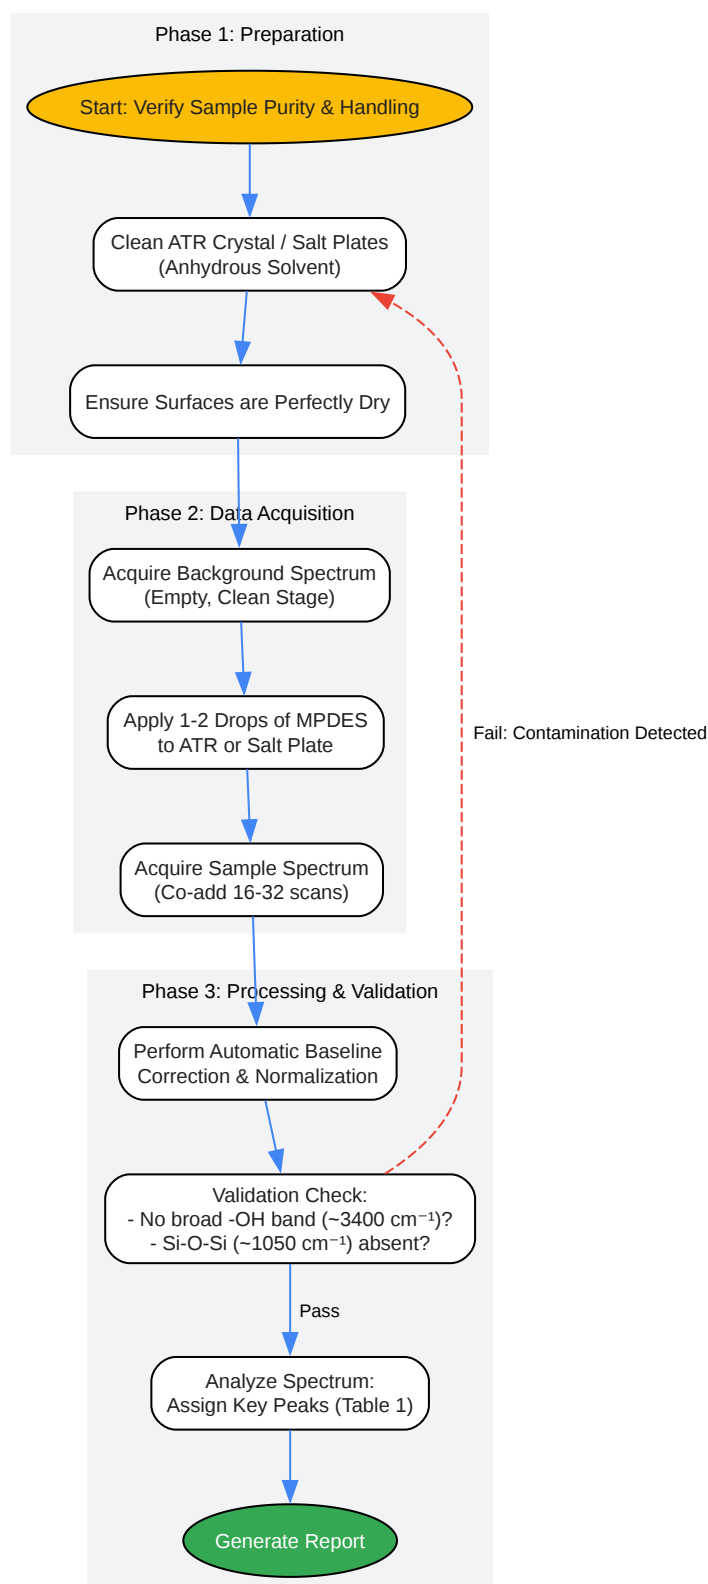 Phase 1: Preparation
Start: Verify Sample Purity & Handling
Clean ATR Crystal / Salt Plates
(Anhydrous Solvent)
Ensure Surfaces are Perfectly Dry
Phase 2: Data Acquisition
Acquire Background Spectrum
(Empty, Clean Stage)
Apply 1-2 Drops of MPDES
to ATR or Salt Plate
Fail: Contamination Detected
Acquire Sample Spectrum
(Co-add 16-32 scans)
Phase 3: Processing & Validation
Perform Automatic Baseline
Correction & Normalization
Validation Check:
- No broad -OH band (~3400 cm⁻¹)?
- Si-O-Si (~1050 cm⁻¹) absent?
Pass
Analyze Spectrum:
Assign Key Peaks (Table 1)
Generate Report